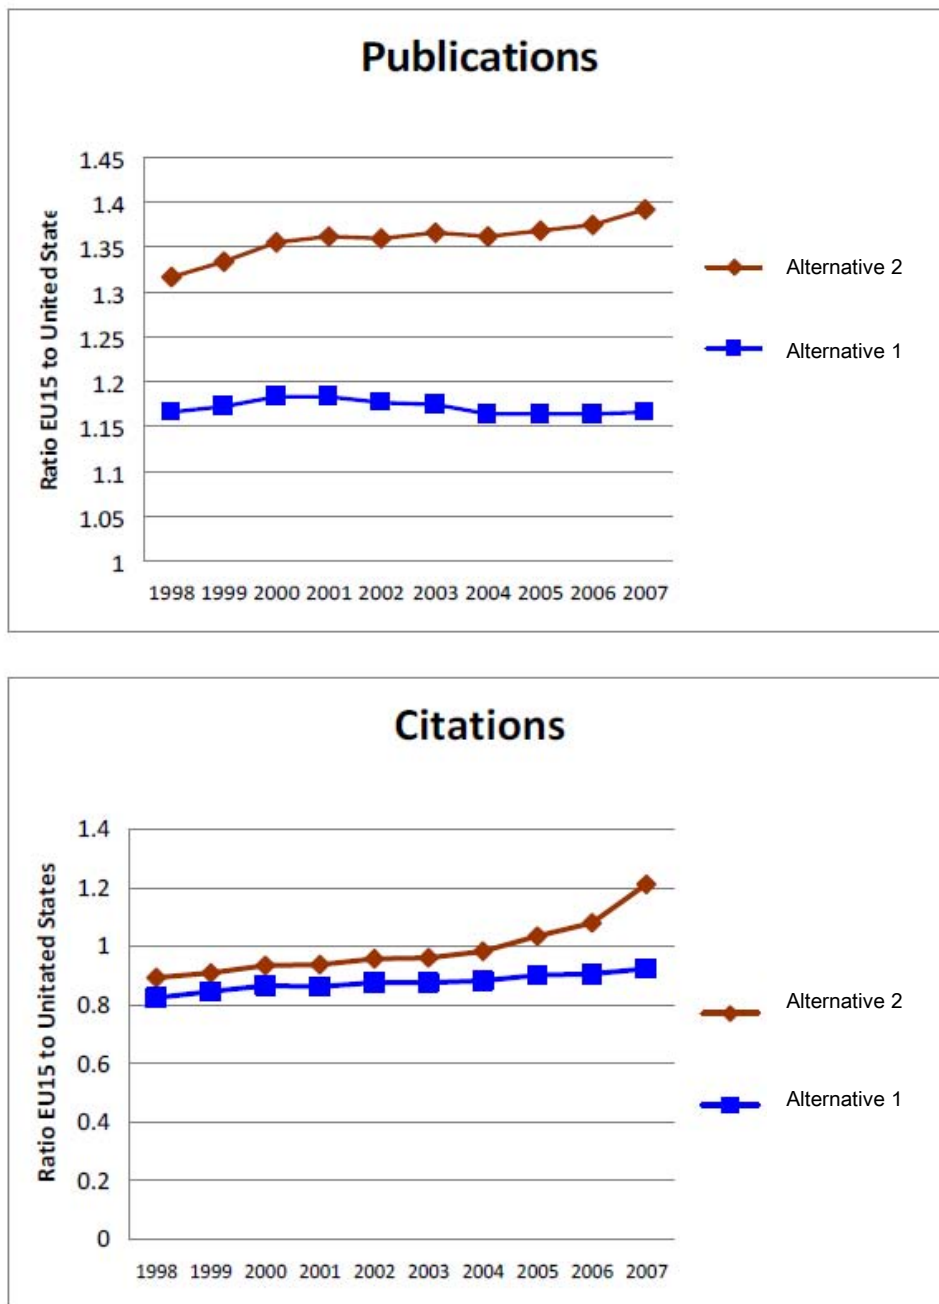 Publications
1.45
1.4
1.35
1.3
1.25
1.2
1.15
1.1
1.05
1
Ratio EU15 to United State
1998 1999 2000 2001 2002 2003 2004 2005 2006 2007
Alternative 2
Alternative 1
Citations
1.4
1.2
1
0.8
0.6
0.4
0.2
0
Ratio EU15 to Unitated States
1998 1999 2000 2001 2002 2003 2004 2005 2006 2007
Alternative 2
Alternative 1